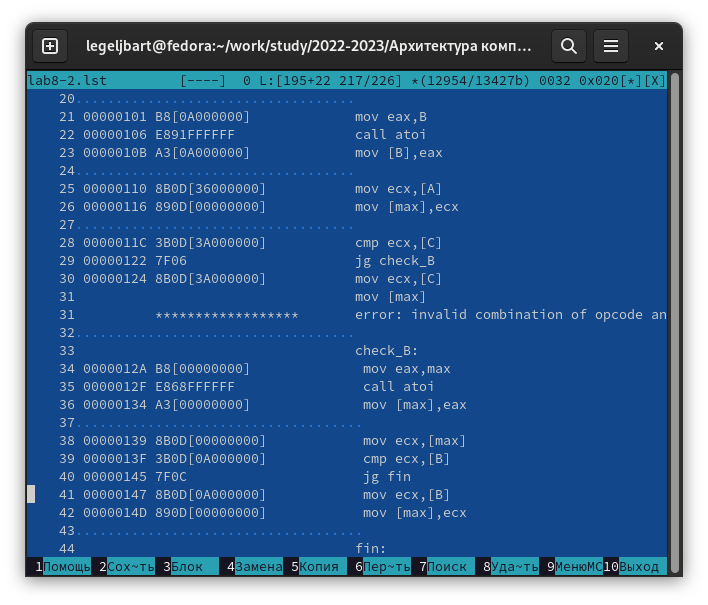 legeljbart@fedora:~/work/study/2022-2023/Архитектура комп...
lab8-2.lst [----] 0 L:[195+22 217/226] *(12954/13427b) 0032 0x020[*][X]
20...................................
21 00000101 B8[0A000000] mov eax,B
22 00000106 E891FFFFFF call atoi
23 0000010B A3[0A000000] mov [B],eax
24...................................
25 00000110 8B0D[36000000] mov ecx,[A]
26 00000116 890D[00000000] mov [max],ecx
27...................................
28 0000011C 3B0D[3A000000] cmp ecx,[C]
29 00000122 7F06 jg check_B
30 00000124 8B0D[3A000000] mov ecx,[C]
31 mov [max]
31 ****************** error: invalid combination of opcode an
32...................................
33 check_B:
34 0000012A B8[00000000] mov eax,max
35 0000012F E868FFFFFF call atoi
36 00000134 A3[00000000] mov [max],eax
37....................................
38 00000139 8B0D[00000000] mov ecx,[max]
39 0000013F 3B0D[0A000000] cmp ecx,[B]
40 00000145 7F0C jg fin
41 00000147 8B0D[0A000000] mov ecx,[B]
42 0000014D 890D[00000000] mov [max],ecx
43....................................
44 fin:
1Помощь 2Сох~ть 3Блок 4Замена 5Копия 6Пер~ть 7Поиск 8Уда~ть 9МенюMC 10Выход